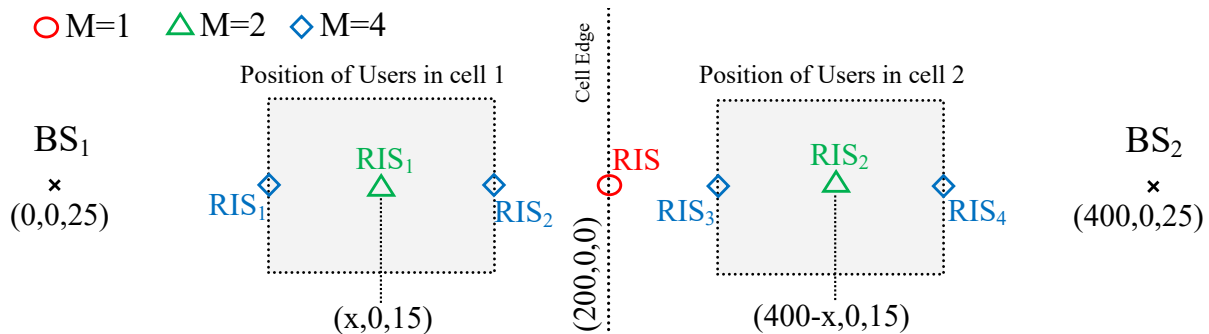 M=1 M=2 M=4
Position of Users in cell 1
Cell Edge
Position of Users in cell 2
BS₁
RIS₁
RIS
RIS₂
BS₂
RIS₁
RIS₂
RIS₃
RIS₄
(0,0,25)
(400,0,25)
(200,0,0)
(x,0,15)
(400-x,0,15)